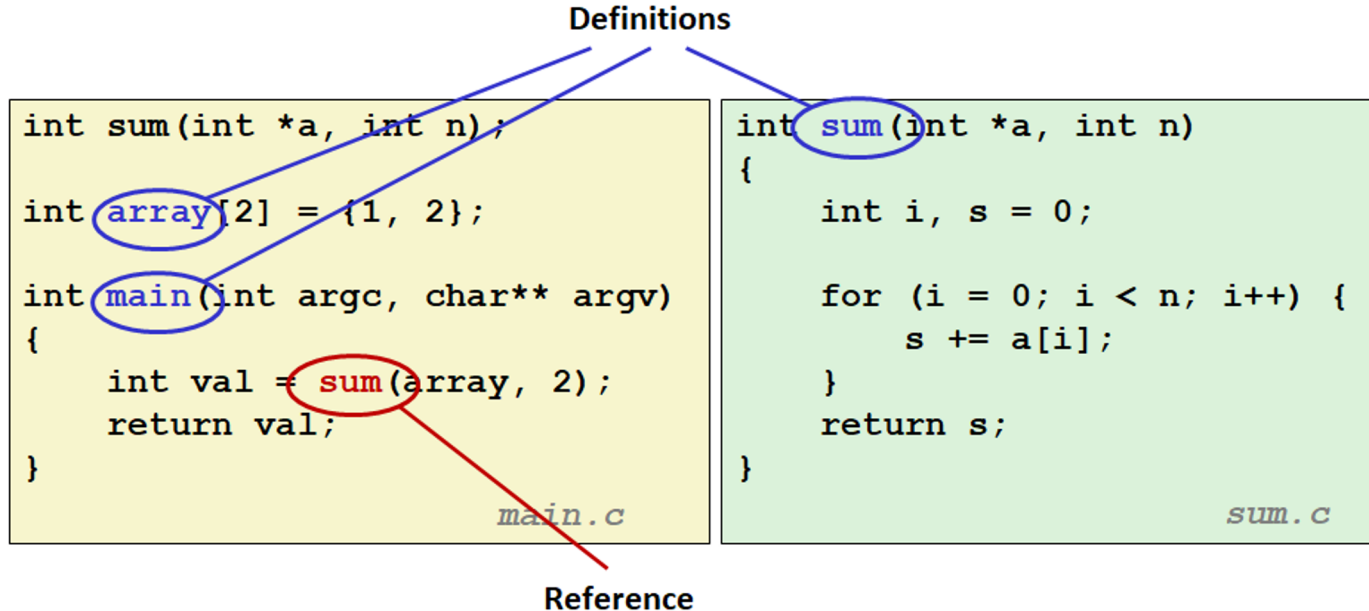 Definitions
int sum(int *a, int n);
int array[2] = {1, 2};
int main(int argc, char** argv)
{
    int val = sum(array, 2);
    return val;
}
main.c
int sum(int *a, int n)
{
    int i, s = 0;
    for (i = 0; i < n; i++) {
        s += a[i];
    }
    return s;
}
sum.c
Reference